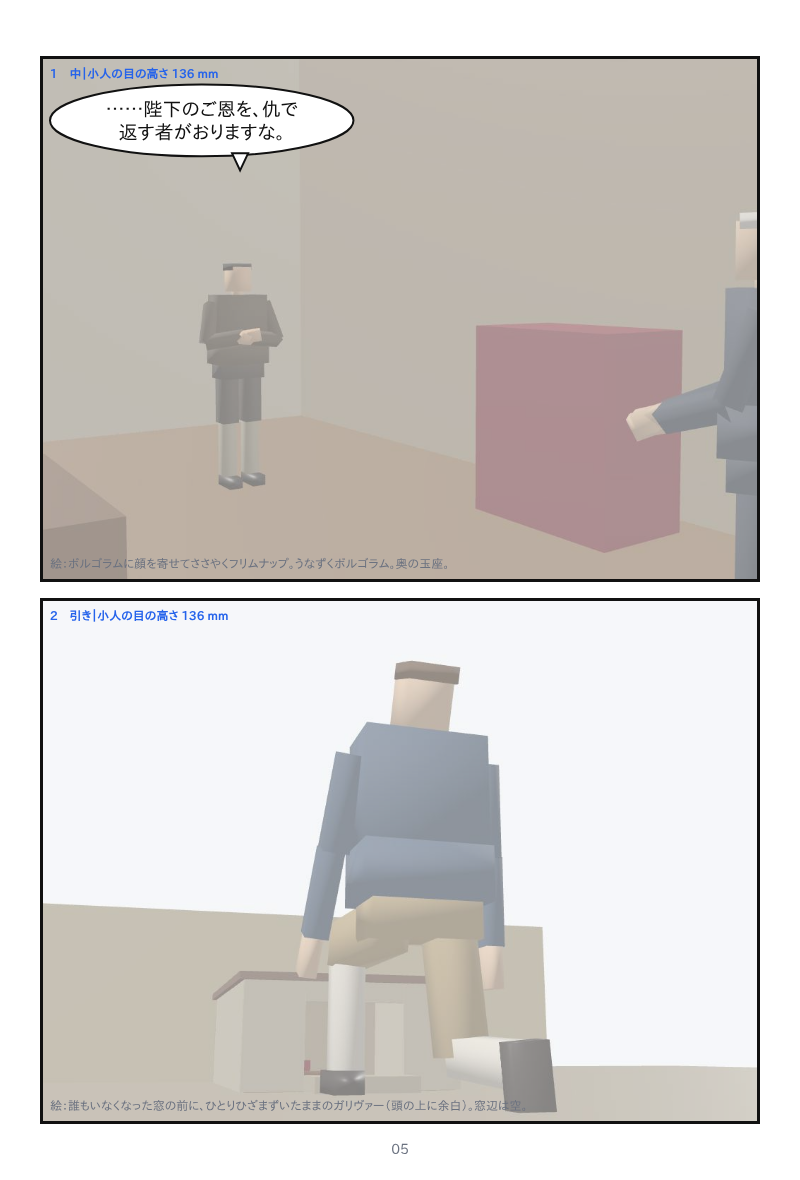 1 中|小人の目の高さ 136 mm
……陛下のご恩を、仇で
返す者がおりますな。
絵：ボルゴラムに顔を寄せてささやくフリムナップ。うなずくボルゴラム。奥の玉座。
2 引き|小人の目の高さ 136 mm
絵：誰もいなくなった窓の前に、ひとりひざまずいたままのガリヴァー（頭の上に余白）。窓辺は空。
05